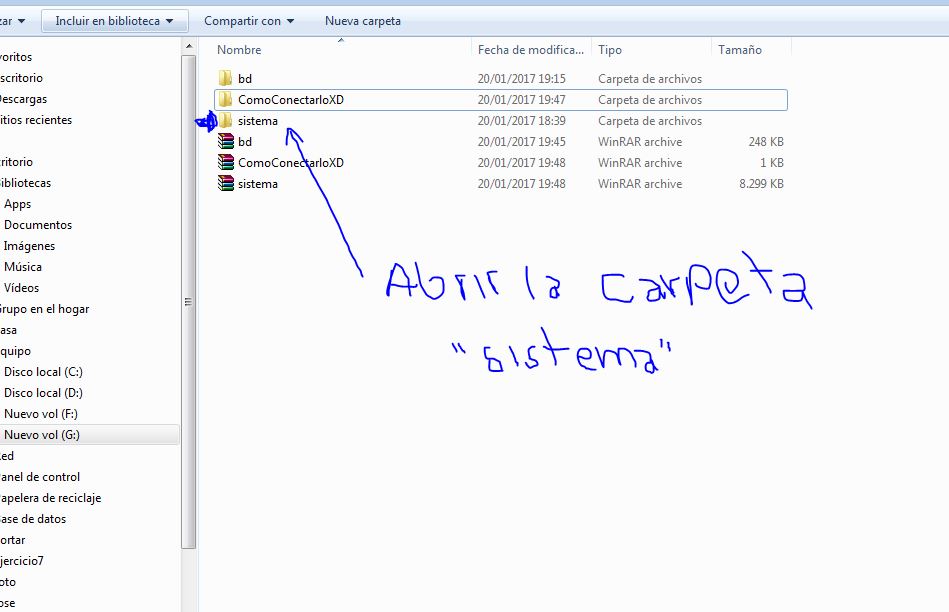 zar Incluir en biblioteca Compartir con Nueva carpeta
Nombre Fecha de modifica... Tipo Tamaño
bd 20/01/2017 19:15 Carpeta de archivos
ComoConectarloXD 20/01/2017 19:47 Carpeta de archivos
sistema 20/01/2017 18:39 Carpeta de archivos
bd 20/01/2017 19:45 WinRAR archive 248 KB
ComoConectarloXD 20/01/2017 19:48 WinRAR archive 1 KB
sistema 20/01/2017 19:48 WinRAR archive 8.299 KB
voritos
scritorio
Descargas
itios recientes
critorio
ibliotecas
Apps
Documentos
Imágenes
Música
Vídeos
Grupo en el hogar
asa
quipo
Disco local (C:)
Disco local (D:)
Nuevo vol (F:)
Nuevo vol (G:)
ed
anel de control
apelera de reciclaje
ase de datos
ortar
jercicio7
oto
ose
Abrir la carpeta
"sistema"